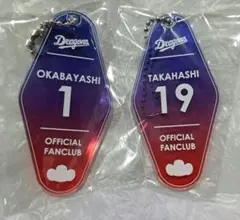 Dragons
OKABAYASHI
1
OFFICIAL
FANCLUB
Dragons
TAKAHASHI
19
OFFICIAL
FANCLUB